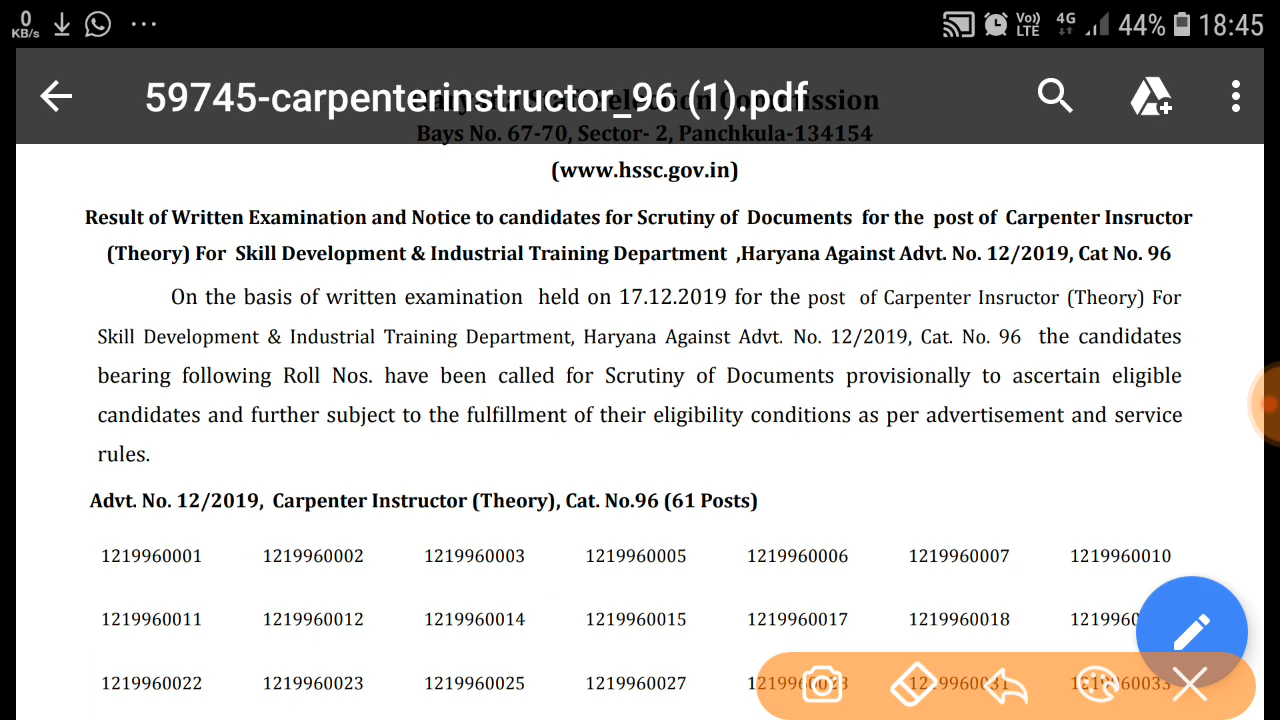 0
KB/s
...
Vo))
LTE
4G
44%
18:45
59745-carpenterinstructor_96 (1).pdf
Bays No. 67-70, Sector- 2, Panchkula-134154
(www.hssc.gov.in)
Result of Written Examination and Notice to candidates for Scrutiny of Documents for the post of Carpenter Insructor
(Theory) For Skill Development & Industrial Training Department ,Haryana Against Advt. No. 12/2019, Cat No. 96
On the basis of written examination held on 17.12.2019 for the post of Carpenter Insructor (Theory) For
Skill Development & Industrial Training Department, Haryana Against Advt. No. 12/2019, Cat. No. 96 the candidates
bearing following Roll Nos. have been called for Scrutiny of Documents provisionally to ascertain eligible
candidates and further subject to the fulfillment of their eligibility conditions as per advertisement and service
rules.
Advt. No. 12/2019, Carpenter Instructor (Theory), Cat. No.96 (61 Posts)
1219960001 1219960002 1219960003 1219960005 1219960006 1219960007 1219960010
1219960011 1219960012 1219960014 1219960015 1219960017 1219960018
1219960022 1219960023 1219960025 1219960027